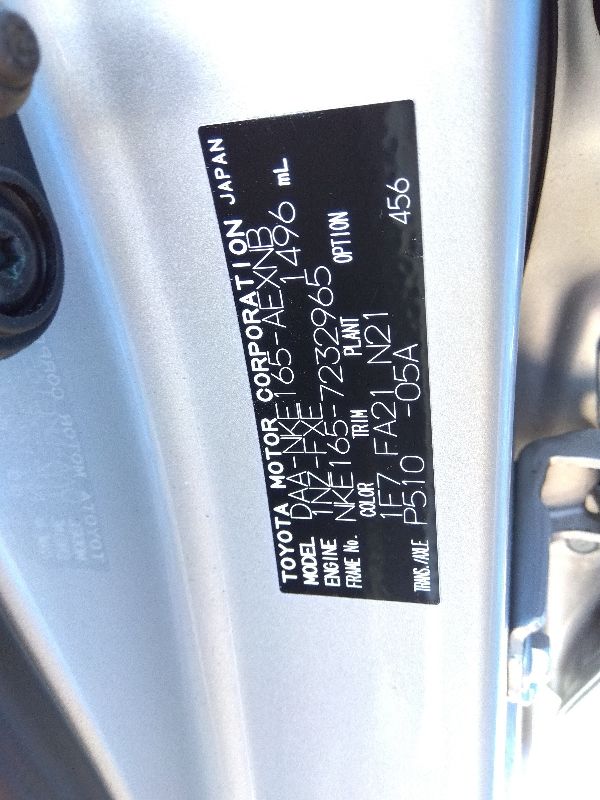 TOYOTA MOTOR CORPORATION JAPAN
MODEL DAA-NKE165-AEXNB
ENGINE 1NZ-FXE 1496 mL
FRAME No. NKE165-7232965
COLOR TRIM PLANT OPTION
1F7 FA21 N21
TRANS./AXLE P510 -05A 456